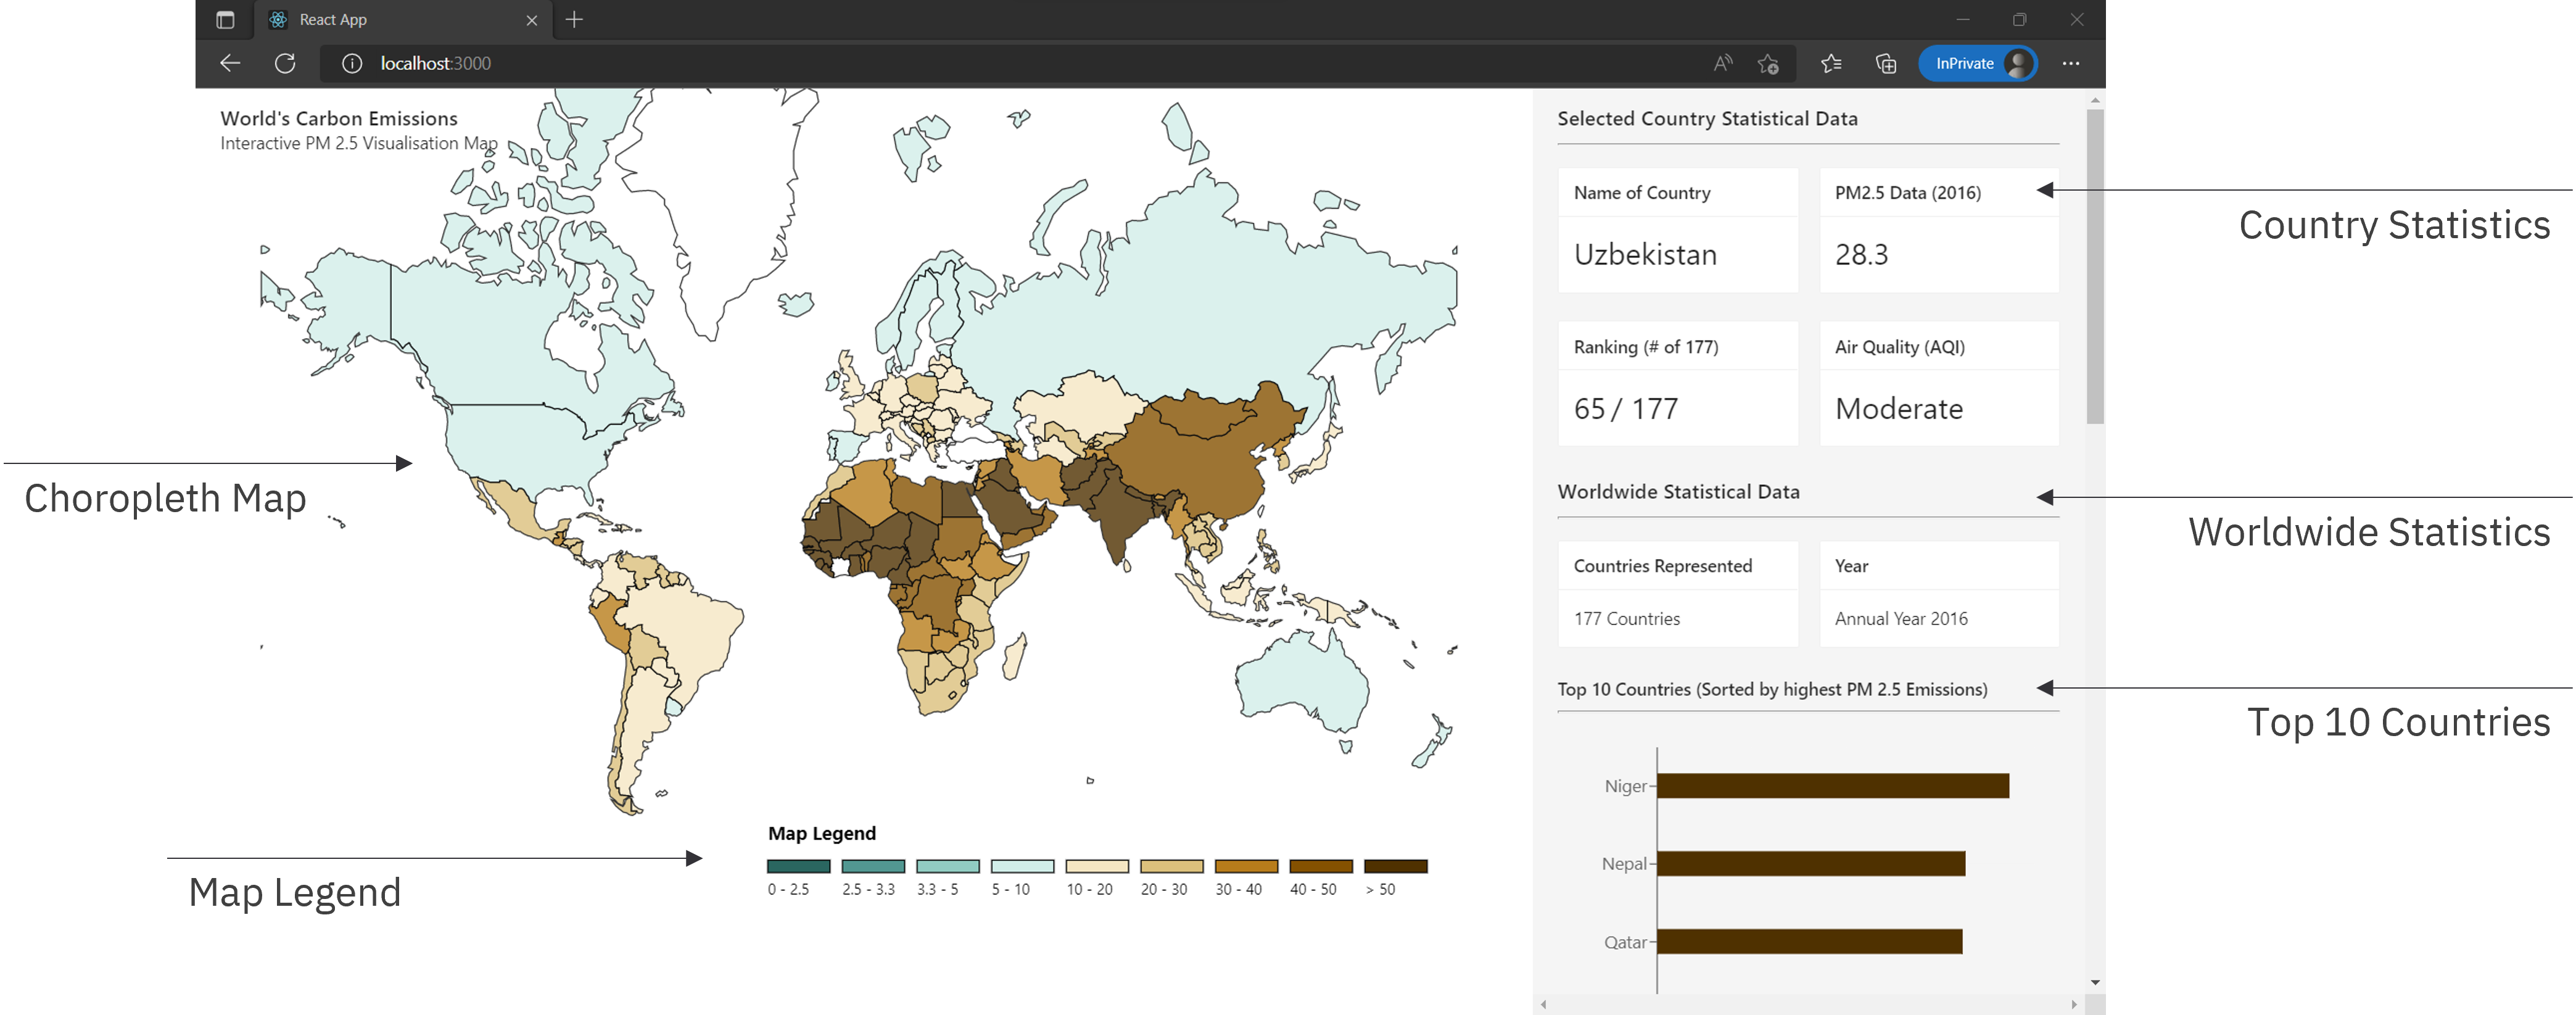 React App
localhost:3000
InPrivate
World's Carbon Emissions
Interactive PM 2.5 Visualisation Map
Selected Country Statistical Data
Name of Country
PM2.5 Data (2016)
Uzbekistan
28.3
Country Statistics
Ranking (# of 177)
Air Quality (AQI)
65 / 177
Moderate
Choropleth Map
Worldwide Statistical Data
Worldwide Statistics
Countries Represented
Year
177 Countries
Annual Year 2016
Top 10 Countries (Sorted by highest PM 2.5 Emissions)
Top 10 Countries
Niger
Nepal
Qatar
Map Legend
0 - 2.5
2.5 - 3.3
3.3 - 5
5 - 10
10 - 20
20 - 30
30 - 40
40 - 50
> 50
Map Legend